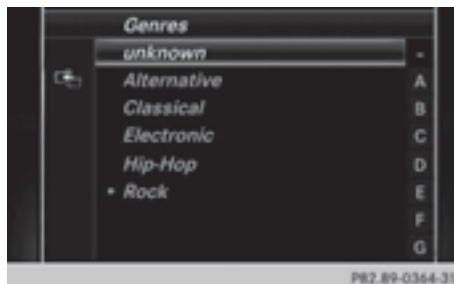 Genres
unknown -
Alternative A
Classical B
Electronic C
Hip-Hop D
• Rock E
F
G
P82.89-0364-31